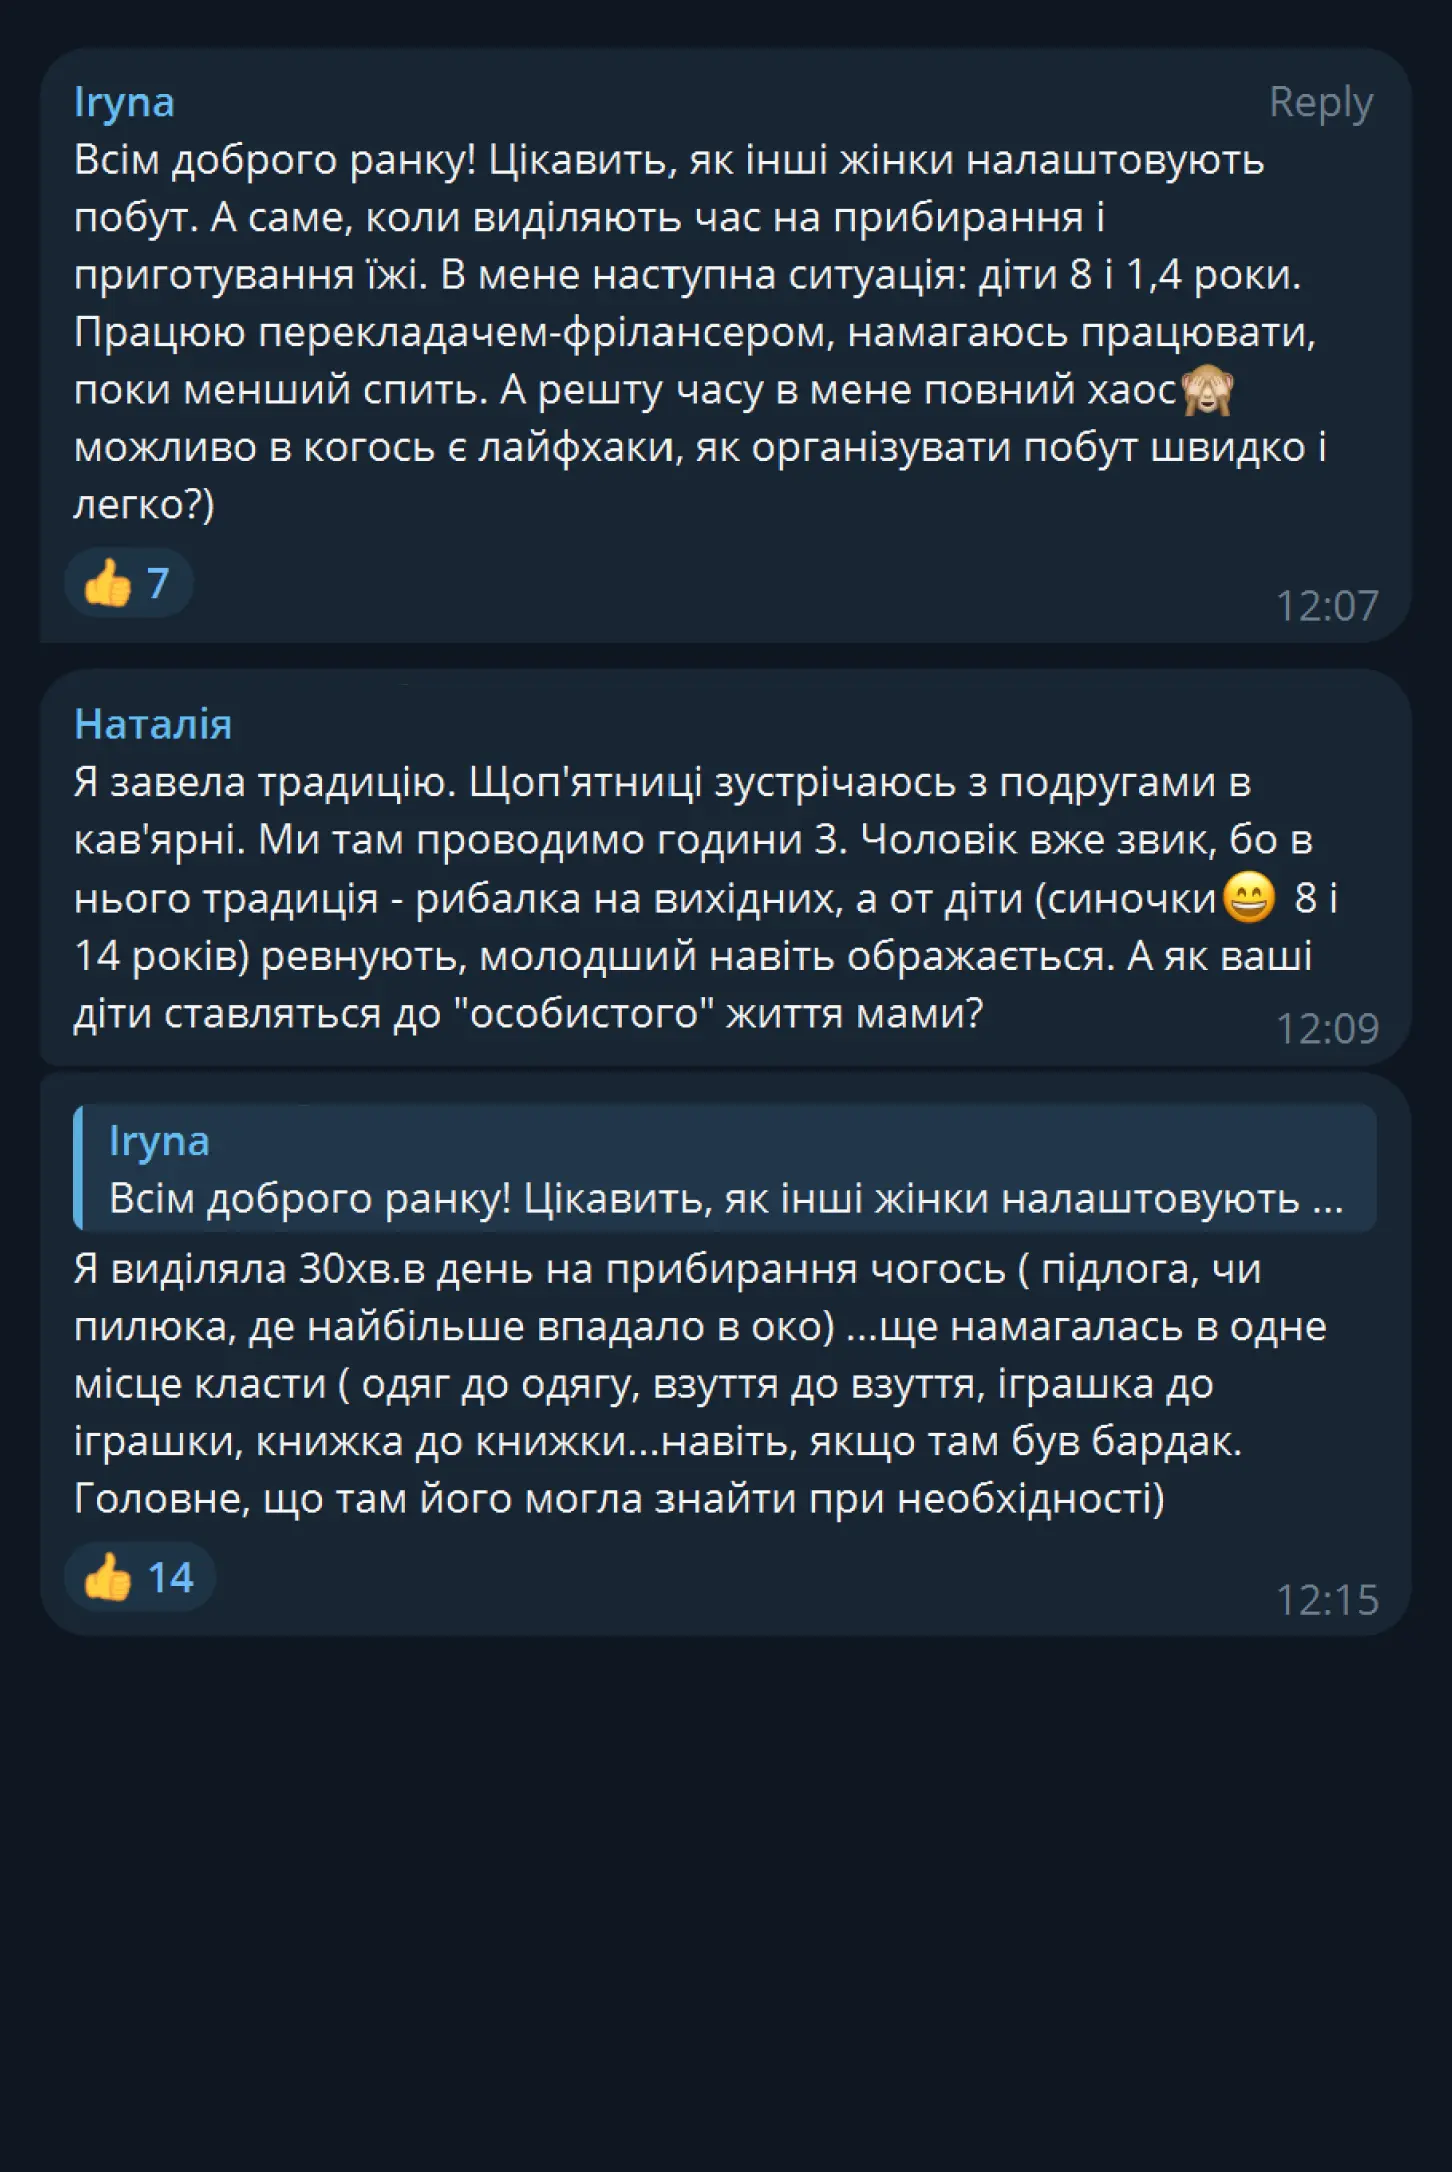 Iryna
Reply
Всім доброго ранку! Цікавить, як інші жінки налаштовують
побут. А саме, коли виділяють час на прибирання і
приготування їжі. В мене наступна ситуація: діти 8 і 1,4 роки.
Працюю перекладачем-фрілансером, намагаюсь працювати,
поки менший спить. А решту часу в мене повний хаос🙈
можливо в когось є лайфхаки, як організувати побут швидко і
легко?)
👍 7
12:07
Наталія
Я завела традицію. Щоп'ятниці зустрічаюсь з подругами в
кав'ярні. Ми там проводимо години 3. Чоловік вже звик, бо в
нього традиція - рибалка на вихідних, а от діти (синочки😄 8 і
14 років) ревнують, молодший навіть ображається. А як ваші
діти ставляться до "особистого" життя мами?
12:09
Iryna
Всім доброго ранку! Цікавить, як інші жінки налаштовують ...
Я виділяла 30хв.в день на прибирання чогось ( підлога, чи
пилюка, де найбільше впадало в око) ...ще намагалась в одне
місце класти ( одяг до одягу, взуття до взуття, іграшка до
іграшки, книжка до книжки...навіть, якщо там був бардак.
Головне, що там його могла знайти при необхідності)
👍 14
12:15